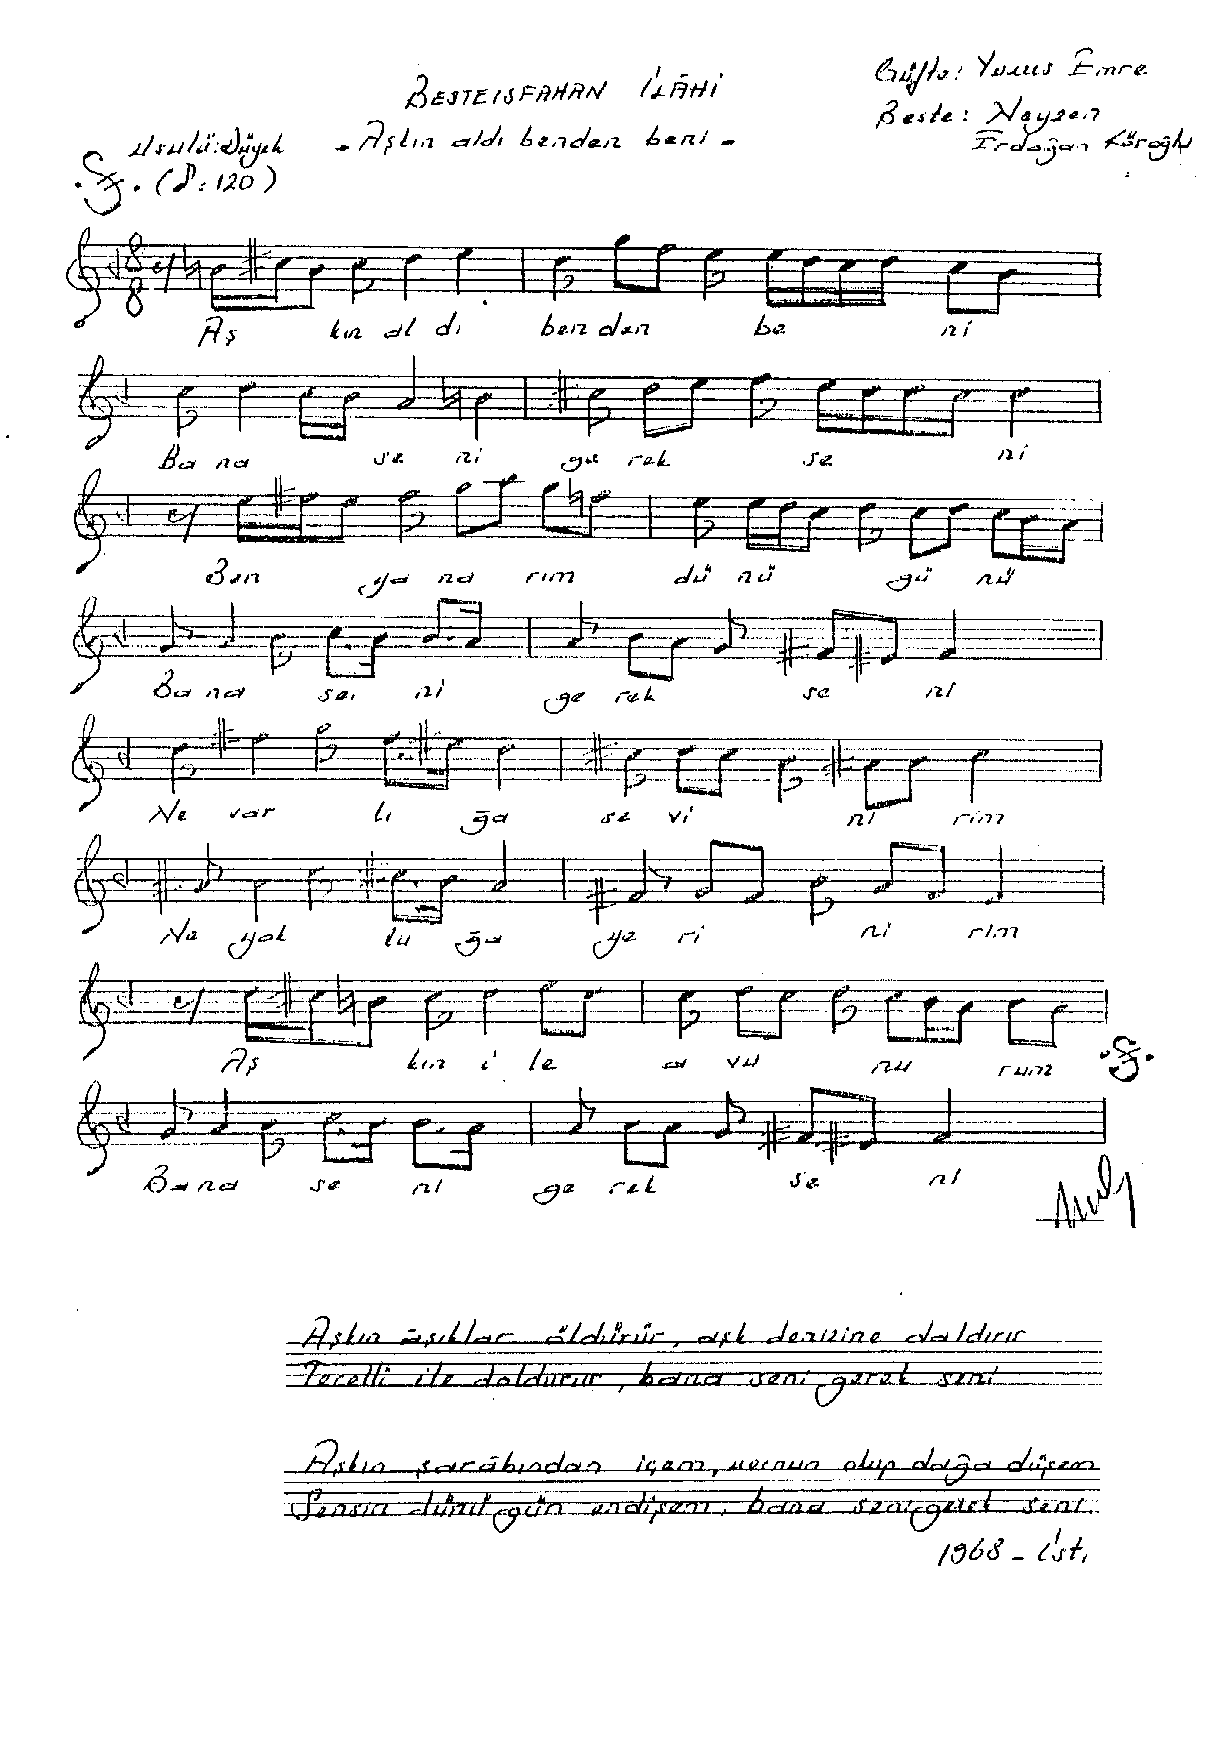 BESTEISFAHAN İLÂHİ
Güfte: Yunus Emre
Beste: Neyzen
Erdoğan Köroğlu
Usulü: Düyek
- Aşkın aldı benden beni -
(♪: 120)
8
8
Aş kın al dı ben den be ni
Ba na se ni ge rek se ni
Ben ya na rım dü nü gü nü
Ba na se ni ge rek se ni
Ne var lı ğa se vi ni rim
Ne yok lu ğa ye ri ni rim
Aş kın i le a vu nu rum
Ba na se ni ge rek se ni
Aşkın âşıklar öldürür, aşk denizine daldırır
Tecelli ile doldurur, bana seni gerek seni
Aşkın şarâbından içem, mecnun olup dağa düşem
Sensin dünü gün endişem, bana seni gerek seni.
1968 - İst.